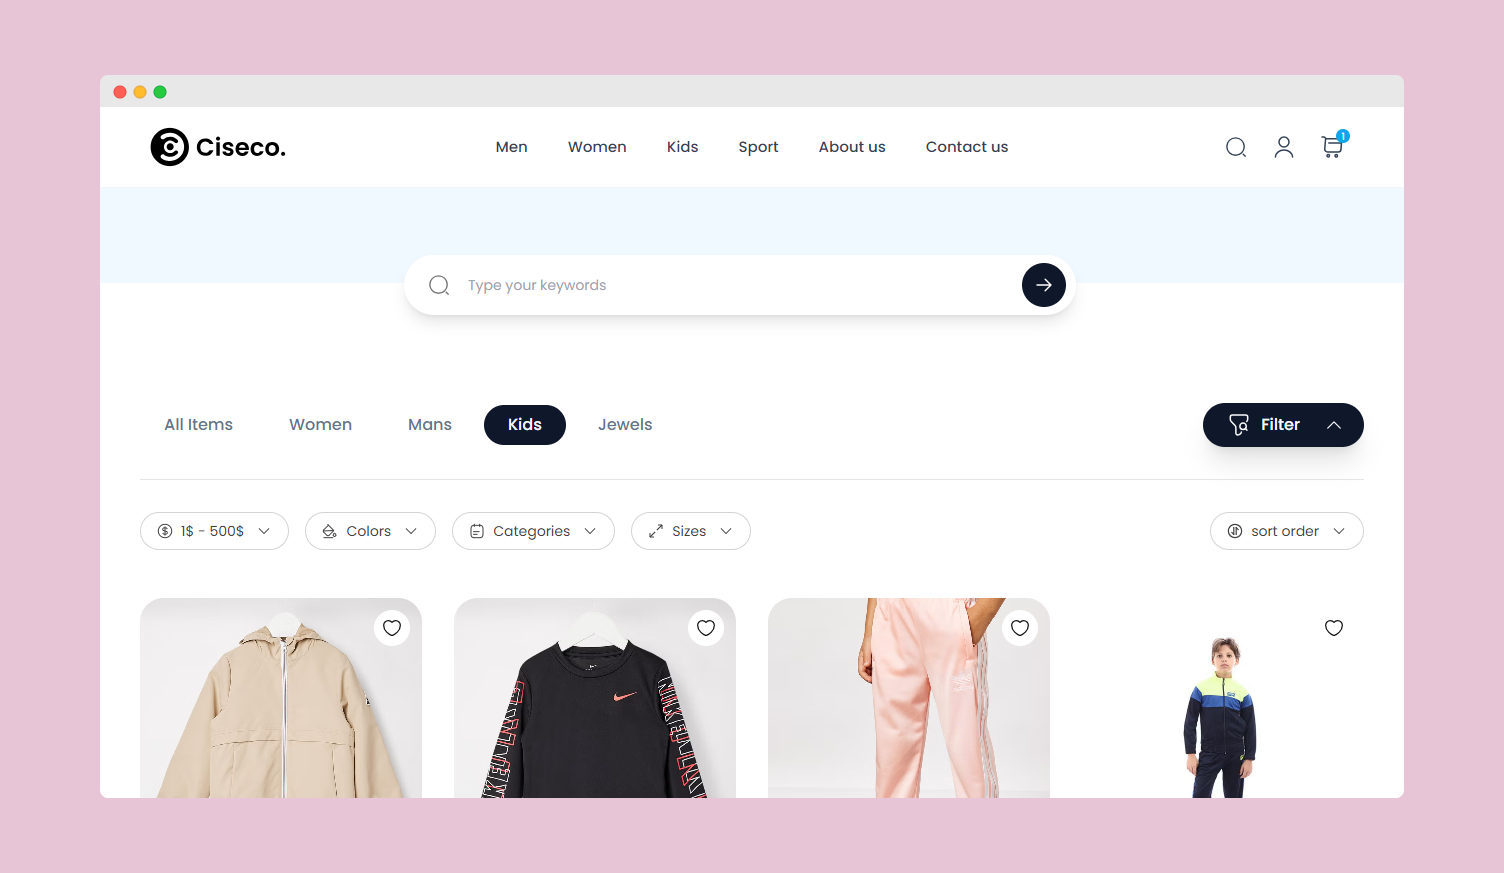 Ciseco.
Men Women Kids Sport About us Contact us
1
Type your keywords
All Items Women Mans Kids Jewels
Filter
1$ - 500$ Colors Categories Sizes sort order